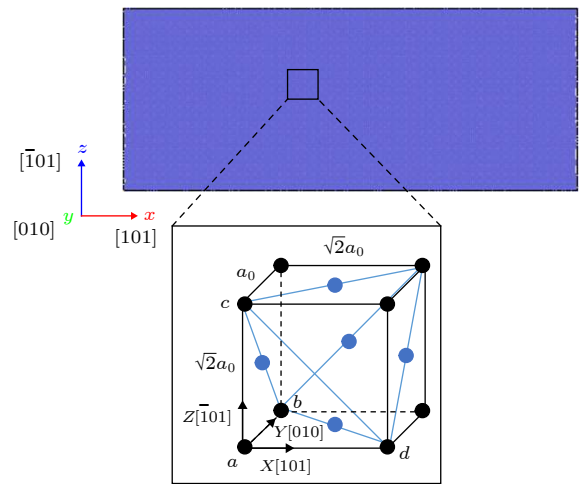 z
[1̅01]
y
x
[010]
[101]
√2a₀
a₀
c
√2a₀
Z[1̅01]
b
Y[010]
a
X[101]
d